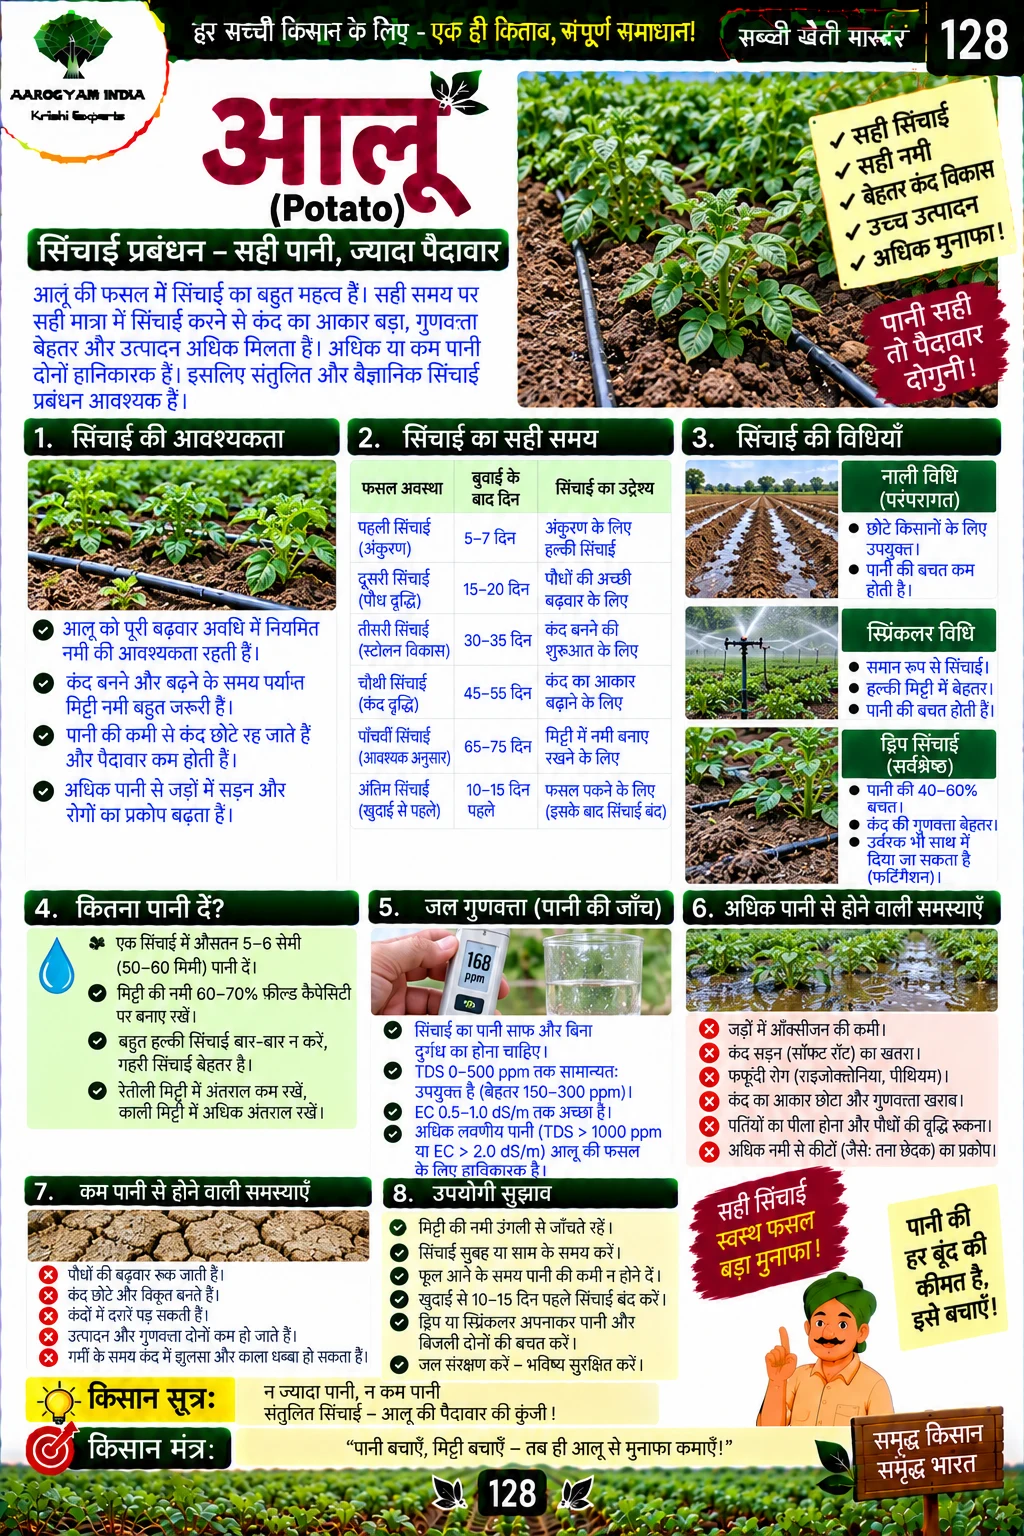 हर सच्ची किसान के लिए - एक ही किताब, संपूर्ण समाधान!
128
AAROGYAM INDIA
Krishi Experts
आलू
(Potato)
सिंचाई प्रबंधन – सही पानी, ज्यादा पैदावार
आलू की फसल में सिंचाई का बहुत महत्व हैं। सही समय पर
सही मात्रा में सिंचाई करने से कंद का आकार बड़ा, गुणवत्ता
बेहतर और उत्पादन अधिक मिलता हैं। अधिक या कम पानी
दोनों हानिकारक हैं। इसलिए संतुलित और बैज्ञानिक सिंचाई
प्रबंधन आवश्यक हैं।
✓ सही सिंचाई
✓ सही नमी
✓ बेहतर कंद विकास
✓ उच्च उत्पादन
✓ अधिक मुनाफा!
पानी सही
तो पैदावार
दोगुनी!
1. सिंचाई की आवश्यकता
आलू को पूरी बढ़वार अवधि में नियमित
नमी की आवश्यकता रहती हैं।
कंद बनने और बढ़ने के समय पर्याप्त
मिट्टी नमी बहुत जरूरी हैं।
पानी की कमी से कंद छोटे रह जाते हैं
और पैदावार कम होती हैं।
अधिक पानी से जड़ों में सड़न और
रोगों का प्रकोप बढ़ता हैं।
2. सिंचाई का सही समय
फसल अवस्था
बुवाई के
बाद दिन
सिंचाई का उद्देश्य
पहली सिंचाई
(अंकुरण)
5–7 दिन
अंकुरण के लिए
हल्की सिंचाई
दूसरी सिंचाई
(पौध वृद्धि)
15–20 दिन
पौधों की अच्छी
बढ़वार के लिए
तीसरी सिंचाई
(स्टोलन विकास)
30–35 दिन
कंद बनने की
शुरुआत के लिए
चौथी सिंचाई
(कंद वृद्धि)
45–55 दिन
कंद का आकार
बढ़ाने के लिए
पाँचवीं सिंचाई
(आवश्यक अनुसार)
65–75 दिन
मिट्टी में नमी बनाए
रखने के लिए
अंतिम सिंचाई
(खुदाई से पहले)
10–15 दिन
पहले
फसल पकने के लिए
(इसके बाद सिंचाई बंद)
3. सिंचाई की विधियाँ
नाली विधि
(परंपरागत)
छोटे किसानों के लिए
उपयुक्त।
पानी की बचत कम
होती है।
स्प्रिंकलर विधि
समान रूप से सिंचाई।
हल्की मिट्टी में बेहतर।
पानी की बचत होती हैं।
ड्रिप सिंचाई
(सर्वश्रेष्ठ)
पानी की 40–60%
बचत।
कंद की गुणवत्ता बेहतर।
उर्वरक भी साथ में
दिया जा सकता है
4. कितना पानी दें?
एक सिंचाई में औसतन 5–6 सेमी
(50–60 मिमी) पानी दें।
मिट्टी की नमी 60–70% फ़ील्ड कैपेसिटी
पर बनाए रखें।
बहुत हल्की सिंचाई बार-बार न करें,
गहरी सिंचाई बेहतर है।
रेतीली मिट्टी में अंतराल कम रखें,
काली मिट्टी में अधिक अंतराल रखें।
5. जल गुणवत्ता (पानी की जाँच)
168
ppm
सिंचाई का पानी साफ और बिना
दुर्गंध का होना चाहिए।
TDS 0–500 ppm तक सामान्यतः
उपयुक्त है (बेहतर 150–300 ppm)।
EC 0.5–1.0 dS/m तक अच्छा है।
अधिक लवणीय पानी (TDS > 1000 ppm
या EC > 2.0 dS/m) आलू की फसल
के लिए
6. अधिक पानी से होने वाली समस्याएँ
जड़ों में ऑक्सीजन की कमी।
कंद सड़न (सॉफ्ट रॉट) का खतरा।
फफूंदी रोग (राइजोक्तोनिया, पीथियम)।
कंद का आकार छोटा और गुणवत्ता खराब।
पतियों का पीला होना और पौधों की वृद्धि रूकना।
अधिक नमी से कीटों (जैसे: तना छेदक) का प्रकोप।
7. कम पानी से होने वाली समस्याएँ
पौधों की बढ़वार रूक जाती हैं।
कंद छोटे और विकृत बनते हैं।
कंदों में दरारें पड़ सकती हैं।
उत्पादन और गुणवत्ता दोनों कम हो जाते हैं।
गर्मी के समय कंद में झुलसा और काला धब्बा हो सकता हैं।
8. उपयोगी सुझाव
मिट्टी की नमी उंगली से जाँचते रहें।
सिंचाई सुबह या साम के समय करें।
फूल आने के समय पानी की कमी न होने दें।
खुदाई से 10–15 दिन पहले सिंचाई बंद करें।
ड्रिप या स्प्रिंकलर अपनाकर पानी और
बिजली दोनों की बचत करें।
जल संरक्षण करें – भविष्य सुरक्षित करें।
सही सिंचाई
स्वस्थ फसल
बड़ा मुनाफा!
पानी की
हर बूंद की
कीमत है,
इसे बचाएँ!
किसान सूत्र:
न ज्यादा पानी, न कम पानी
संतुलित सिंचाई – आलू की पैदावार की कुंजी!
किसान मंत्र:
“पानी बचाएँ, मिट्टी बचाएँ – तब ही आलू से मुनाफा कमाएँ!”
समृद्ध किसान
समृद्ध भारत
128